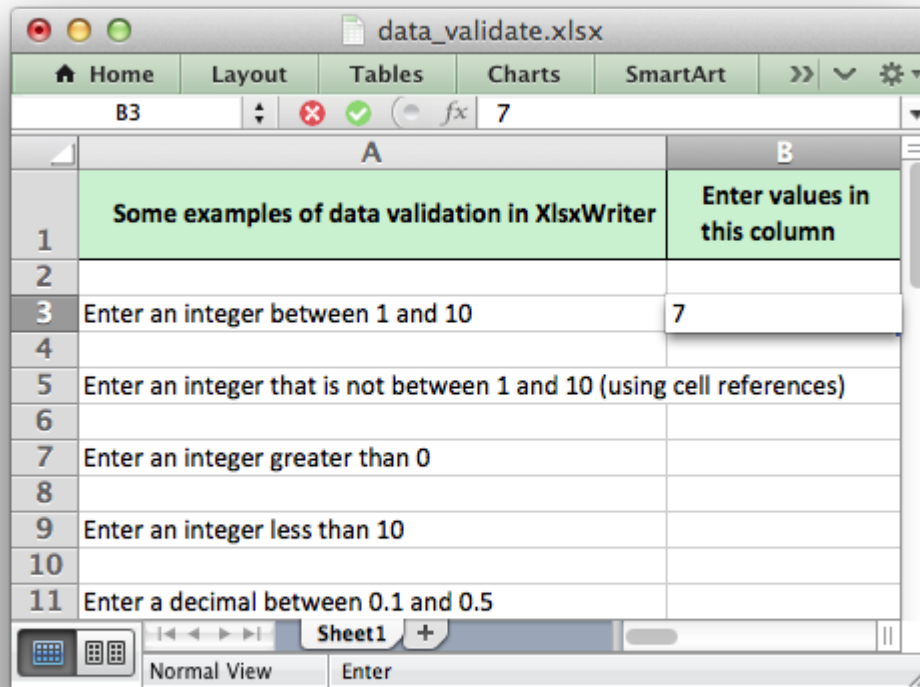 data_validate.xlsx
Home Layout Tables Charts SmartArt
B3 fx 7
A B
1 Some examples of data validation in XlsxWriter Enter values in
this column
2
3 Enter an integer between 1 and 10 7
4
5 Enter an integer that is not between 1 and 10 (using cell references)
6
7 Enter an integer greater than 0
8
9 Enter an integer less than 10
10
11 Enter a decimal between 0.1 and 0.5
Sheet1
Normal View Enter